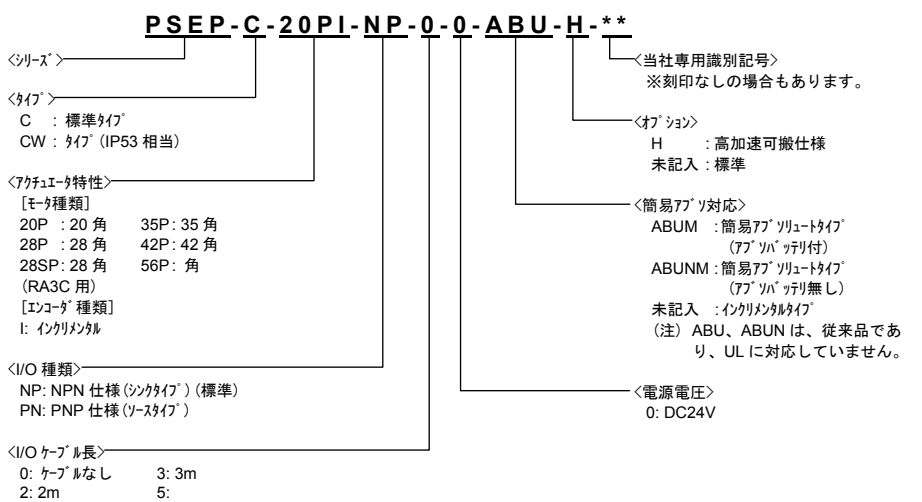 PSEP-C-20PI-NP-0-0-ABU-H-**
〈ｼﾘｰｽﾞ〉
〈ﾀｲﾌﾟ〉
C : 標準ﾀｲﾌﾟ
CW : ﾀｲﾌﾟ(IP53 相当)
〈ｱｸﾁｭｴｰﾀ特性〉
［ﾓｰﾀ種類］
20P : 20 角 35P: 35 角
28P : 28 角 42P: 42 角
28SP: 28 角 56P: 角
(RA3C 用)
［ｴﾝｺｰﾀﾞ種類］
I: ｲﾝｸﾘﾒﾝﾀﾙ
〈I/O 種類〉
NP: NPN 仕様(ｼﾝｸﾀｲﾌﾟ) (標準)
PN: PNP 仕様(ｿｰｽﾀｲﾌﾟ)
〈I/O ｹｰﾌﾞﾙ長〉
0: ｹｰﾌﾞﾙなし 3: 3m
2: 2m 5:
〈当社専用識別記号〉
※刻印なしの場合もあります。
〈ｵﾌﾟｼｮﾝ〉
H : 高加速可搬仕様
未記入 : 標準
〈簡易ｱﾌﾞｿ対応〉
ABUM : 簡易ｱﾌﾞｿﾘｭｰﾄﾀｲﾌﾟ
(ｱﾌﾞｿﾊﾞｯﾃﾘ付)
ABUNM : 簡易ｱﾌﾞｿﾘｭｰﾄﾀｲﾌﾟ
(ｱﾌﾞｿﾊﾞｯﾃﾘ無し)
未記入 : ｲﾝｸﾘﾒﾝﾀﾙﾀｲﾌﾟ
（注） ABU、ABUN は、従来品であ
り、UL に対応していません。
〈電源電圧〉
0: DC24V